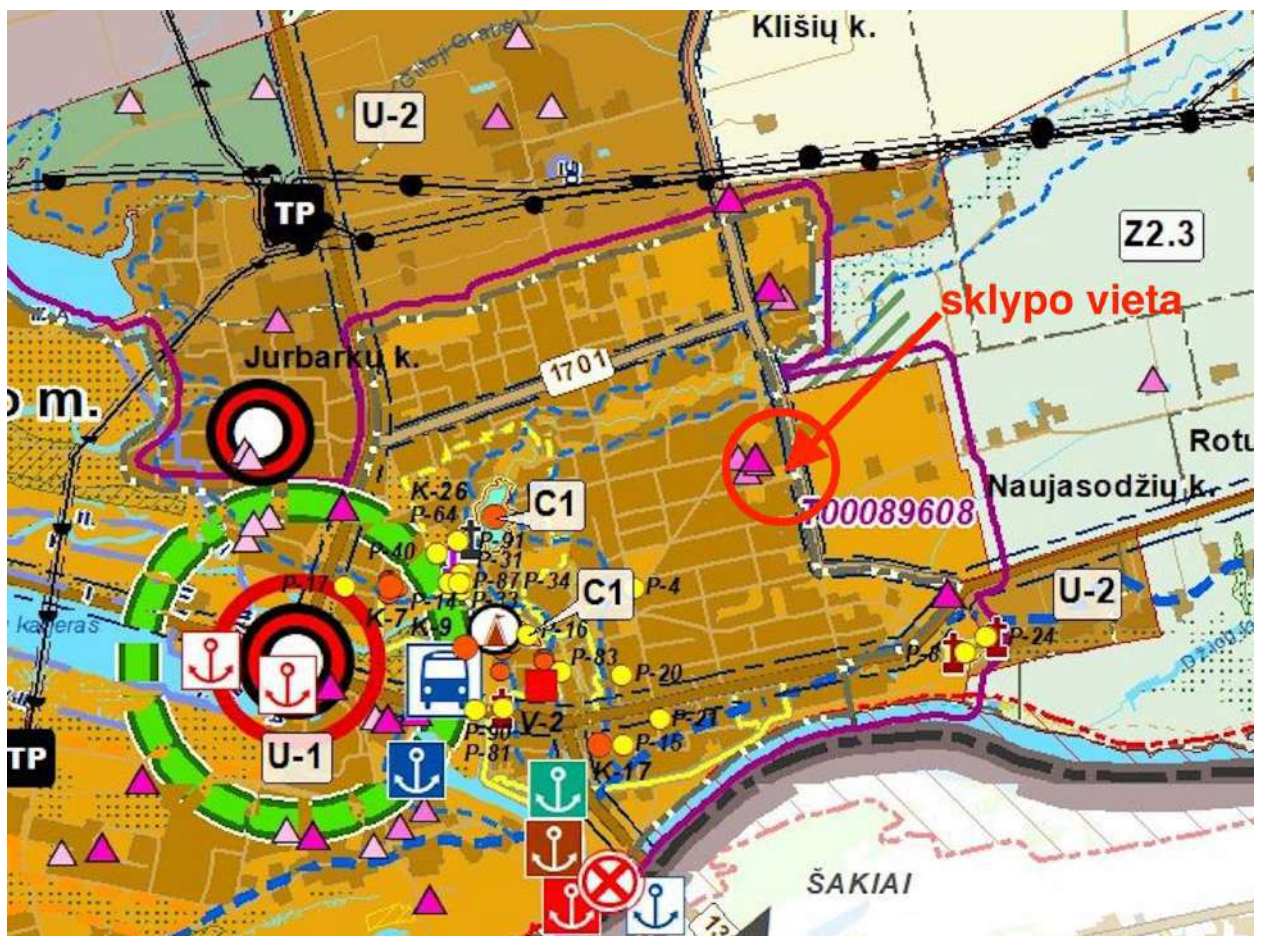 Klišių k.
U-2
TP
Z2.3
sklypo vieta
Jurbarkų k.
1701
o m.
Rotu
K-26
C1
Naujasodžių k.
P-64
T00089608
P-91
P-40
P-31
P-17
P-87
P-34
C1
P-4
U-2
K-7
K-9
P-16
P-24
P-83
P-8
P-20
V-2
P-21
P-90
U-1
P-81
P-15
TP
K-17
ŠAKIAI
13